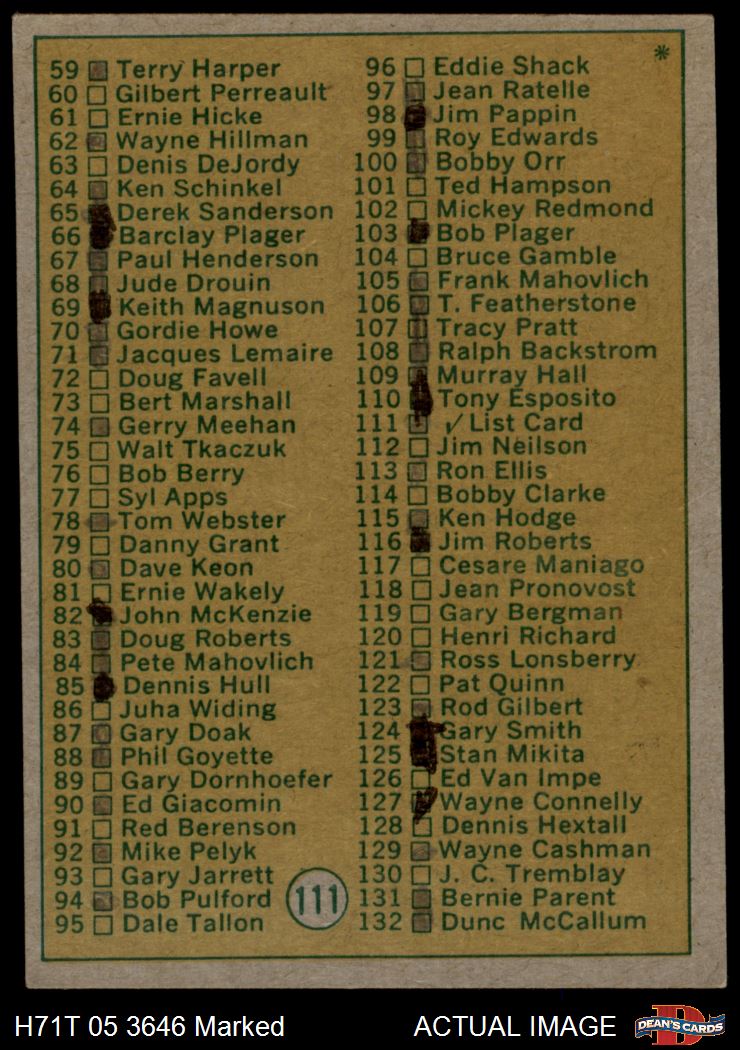 *
59 Terry Harper
60 Gilbert Perreault
61 Ernie Hicke
62 Wayne Hillman
63 Denis DeJordy
64 Ken Schinkel
65 Derek Sanderson
66 Barclay Plager
67 Paul Henderson
68 Jude Drouin
69 Keith Magnuson
70 Gordie Howe
71 Jacques Lemaire
72 Doug Favell
73 Bert Marshall
74 Gerry Meehan
75 Walt Tkaczuk
76 Bob Berry
77 Syl Apps
78 Tom Webster
79 Danny Grant
80 Dave Keon
81 Ernie Wakely
82 John McKenzie
83 Doug Roberts
84 Pete Mahovlich
85 Dennis Hull
86 Juha Widing
87 Gary Doak
88 Phil Goyette
89 Gary Dornhoefer
90 Ed Giacomin
91 Red Berenson
92 Mike Pelyk
93 Gary Jarrett
94 Bob Pulford
95 Dale Tallon
96 Eddie Shack
97 Jean Ratelle
98 Jim Pappin
99 Roy Edwards
100 Bobby Orr
101 Ted Hampson
102 Mickey Redmond
103 Bob Plager
104 Bruce Gamble
105 Frank Mahovlich
106 T. Featherstone
107 Tracy Pratt
108 Ralph Backstrom
109 Murray Hall
110 Tony Esposito
111 ✓ List Card
112 Jim Neilson
113 Ron Ellis
114 Bobby Clarke
115 Ken Hodge
116 Jim Roberts
117 Cesare Maniago
118 Jean Pronovost
119 Gary Bergman
120 Henri Richard
121 Ross Lonsberry
122 Pat Quinn
123 Rod Gilbert
124 Gary Smith
125 Stan Mikita
126 Ed Van Impe
127 Wayne Connelly
128 Dennis Hextall
129 Wayne Cashman
130 J. C. Tremblay
131 Bernie Parent
132 Dunc McCallum
111
H71T 05 3646 Marked
ACTUAL IMAGE
D
DEAN'S CARDS